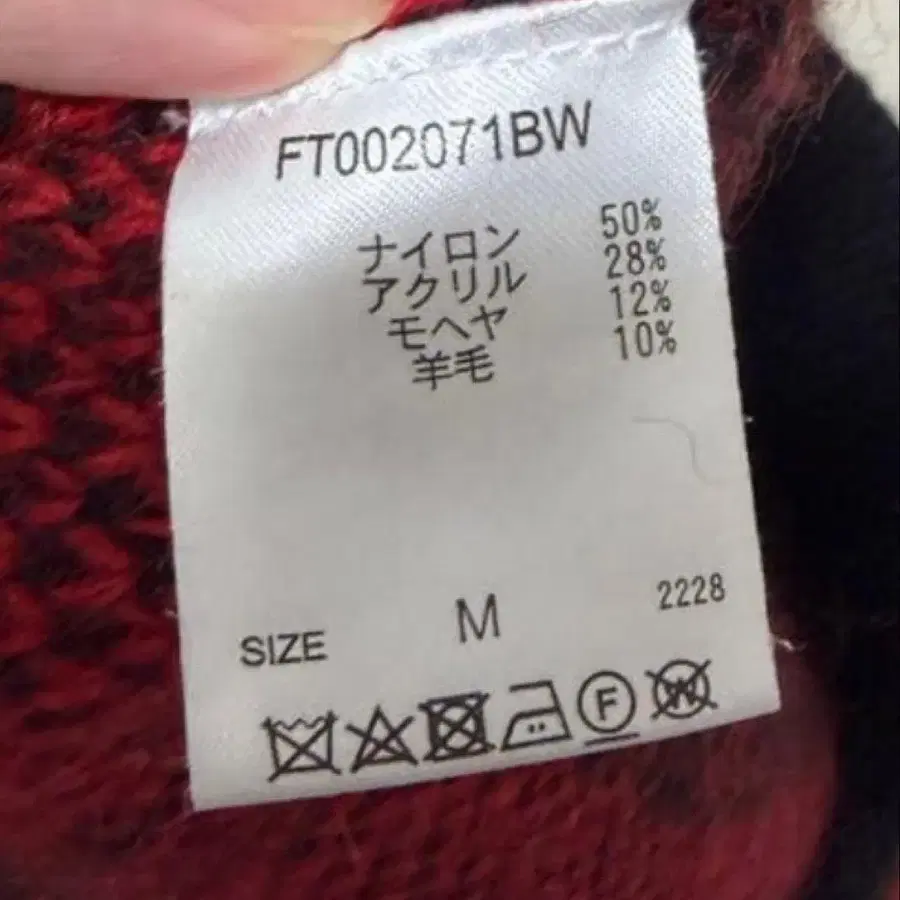 FT002071BW
ナイロン 50%
アクリル 28%
モヘヤ 12%
羊毛 10%
2228
SIZE M
F W